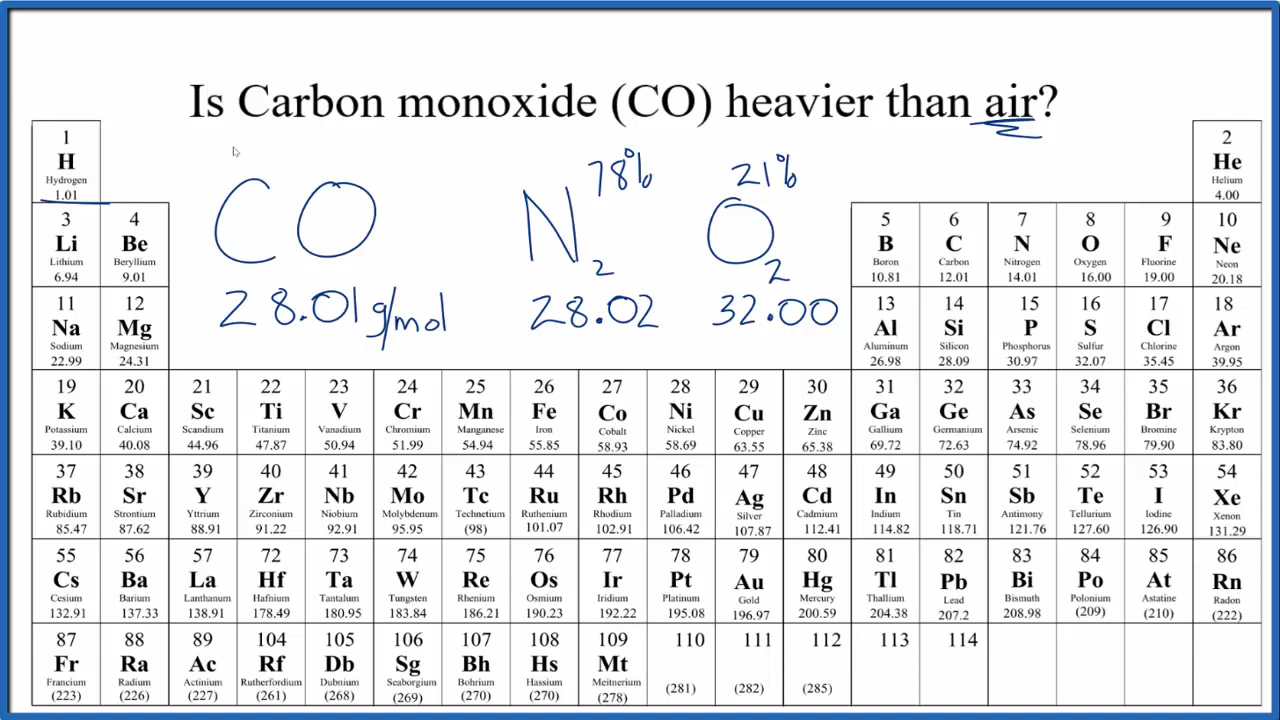 Is Carbon monoxide (CO) heavier than air?
78% 21%
CO N2 O2
28.01 g/mol 28.02 32.00
1 2
H He
Hydrogen Helium
1.01 4.00
3 4 5 6 7 8 9 10
Li Be B C N O F Ne
Lithium Beryllium Boron Carbon Nitrogen Oxygen Fluorine Neon
6.94 9.01 10.81 12.01 14.01 16.00 19.00 20.18
11 12 13 14 15 16 17 18
Na Mg Al Si P S Cl Ar
Sodium Magnesium Aluminum Silicon Phosphorus Sulfur Chlorine Argon
22.99 24.31 26.98 28.09 30.97 32.07 35.45 39.95
19 20 21 22 23 24 25 26 27 28 29 30 31 32 33 34 35 36
K Ca Sc Ti V Cr Mn Fe Co Ni Cu Zn Ga Ge As Se Br Kr
Potassium Calcium Scandium Titanium Vanadium Chromium Manganese Iron Cobalt Nickel Copper Zinc Gallium Germanium Arsenic Selenium Bromine Krypton
39.10 40.08 44.96 47.87 50.94 51.99 54.94 55.85 58.93 58.69 63.55 65.38 69.72 72.63 74.92 78.96 79.90 83.80
37 38 39 40 41 42 43 44 45 46 47 48 49 50 51 52 53 54
Rb Sr Y Zr Nb Mo Tc Ru Rh Pd Ag Cd In Sn Sb Te I Xe
Rubidium Strontium Yttrium Zirconium Niobium Molybdenum Technetium Ruthenium Rhodium Palladium Silver Cadmium Indium Tin Antimony Tellurium Iodine Xenon
85.47 87.62 88.91 91.22 92.91 95.95 (98) 101.07 102.91 106.42 107.87 112.41 114.82 118.71 121.76 127.60 126.90 131.29
55 56 57 72 73 74 75 76 77 78 79 80 81 82 83 84 85 86
Cs Ba La Hf Ta W Re Os Ir Pt Au Hg Tl Pb Bi Po At Rn
Cesium Barium Lanthanum Hafnium Tantalum Tungsten Rhenium Osmium Iridium Platinum Gold Mercury Thallium Lead Bismuth Polonium Astatine Radon
132.91 137.33 138.91 178.49 180.95 183.84 186.21 190.23 192.22 195.08 196.97 200.59 204.38 207.2 208.98 (209) (210) (222)
87 88 89 104 105 106 107 108 109 110 111 112 113 114
Fr Ra Ac Rf Db Sg Bh Hs Mt
Francium Radium Actinium Rutherfordium Dubnium Seaborgium Bohrium Hassium Meitnerium
(223) (226) (227) (261) (268) (269) (270) (270) (278) (281) (282) (285)